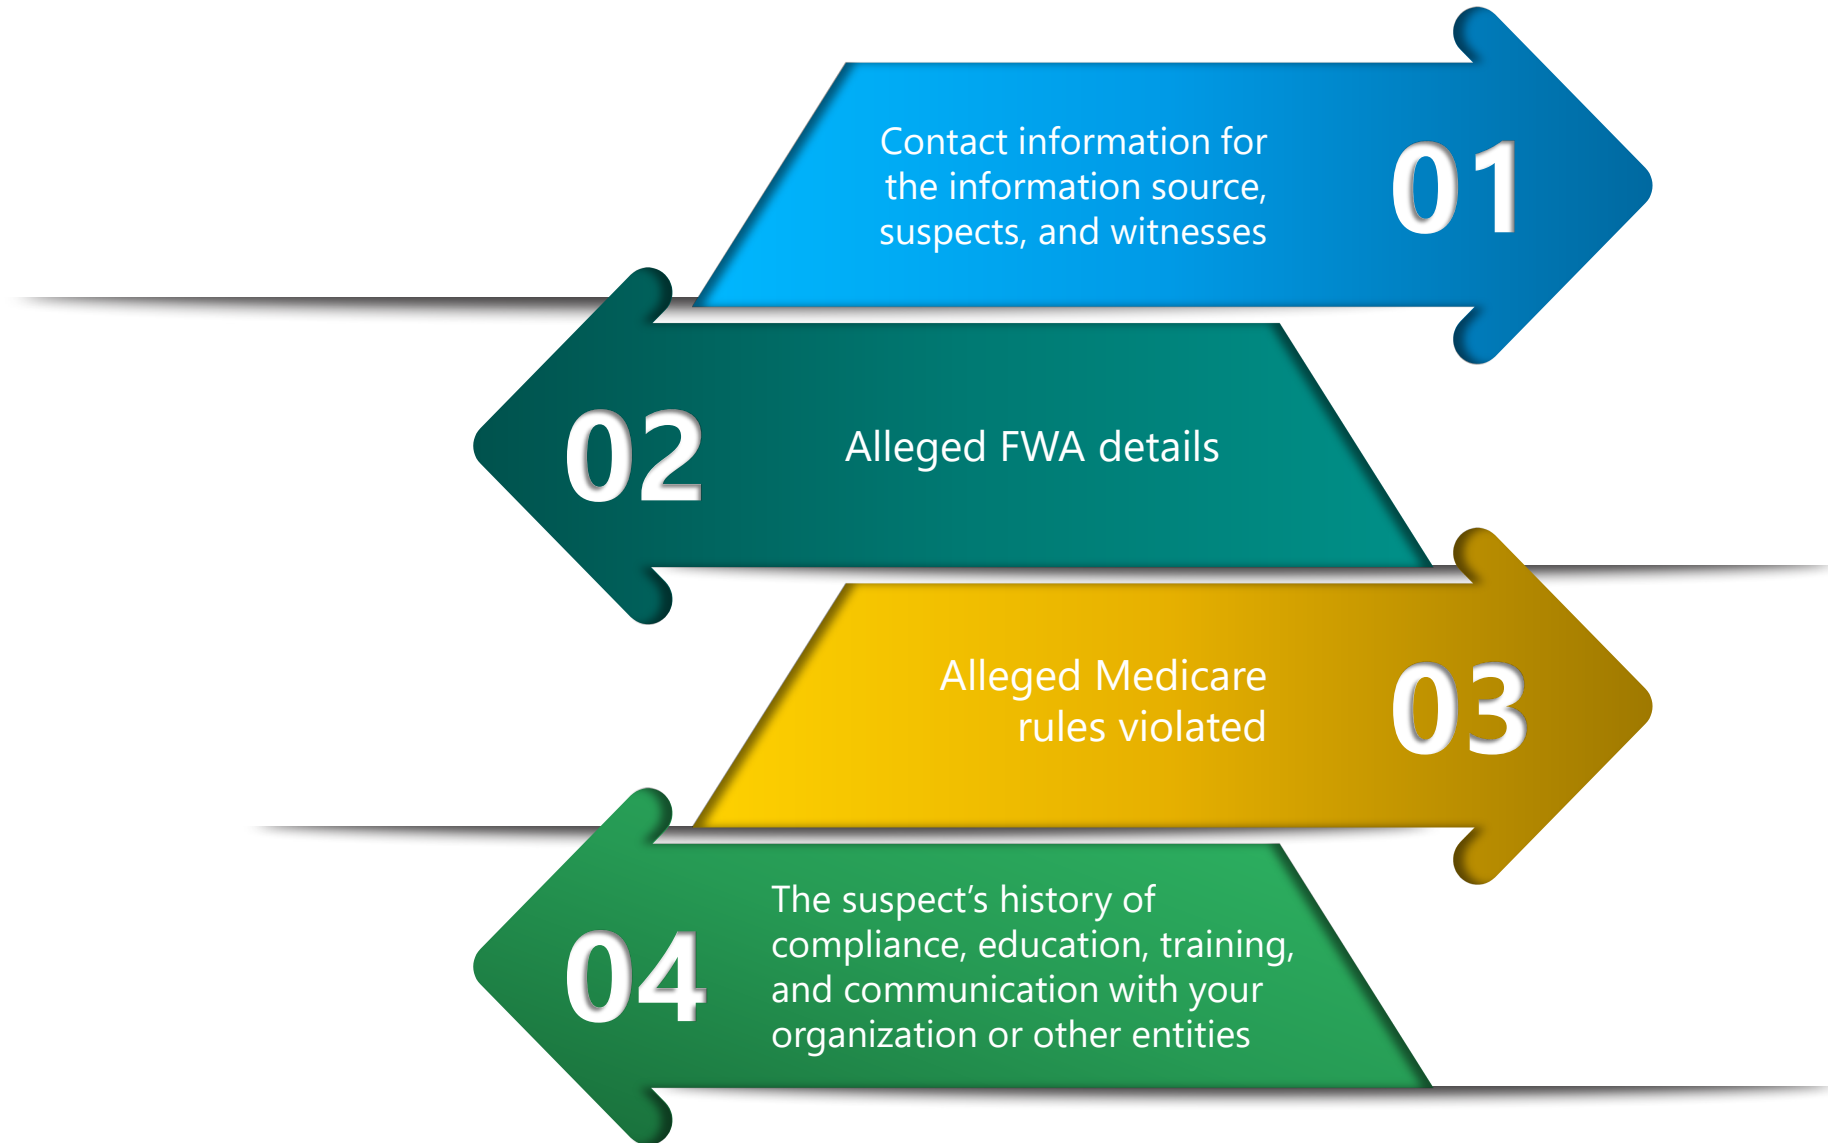 Contact information for
the information source,
suspects, and witnesses
01
02
Alleged FWA details
Alleged Medicare
rules violated
03
04
The suspect’s history of
compliance, education, training,
and communication with your
organization or other entities